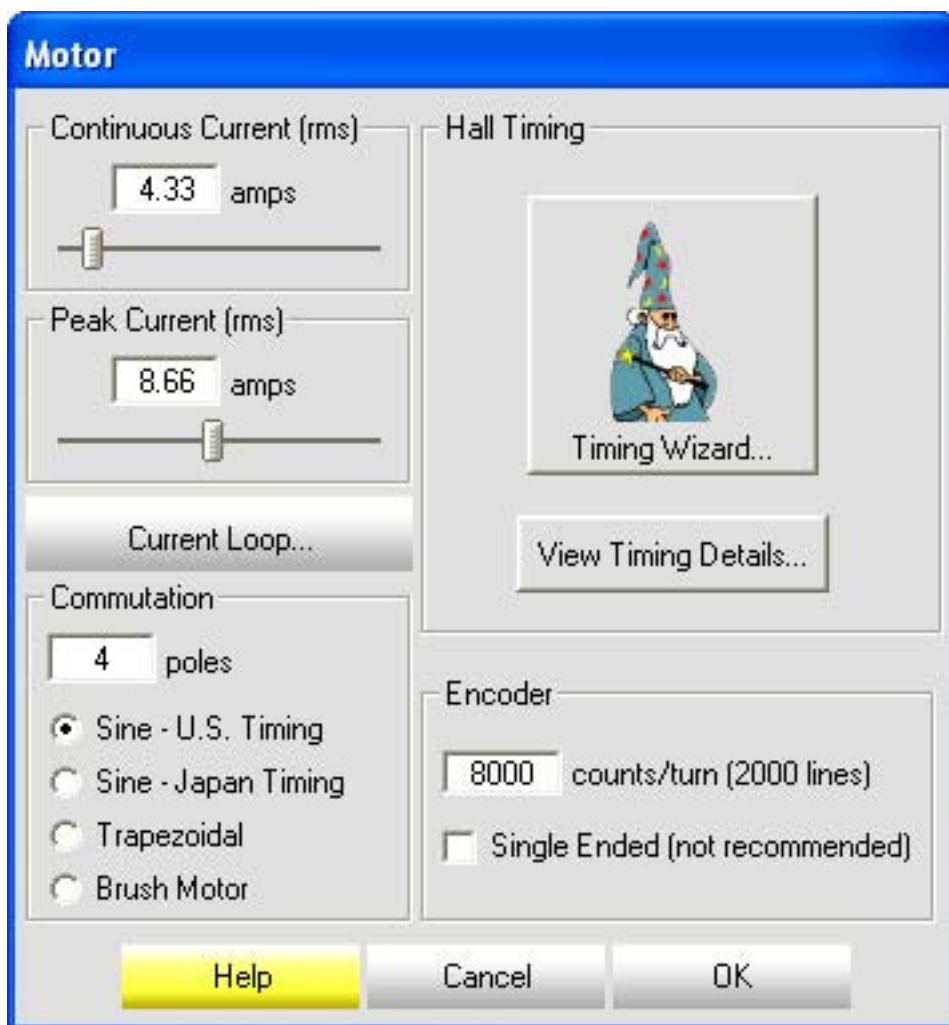 Motor
Continuous Current (rms)
4.33 amps
Peak Current (rms)
8.66 amps
Current Loop...
Commutation
4 poles
Sine - U.S. Timing
Sine - Japan Timing
Trapezoidal
Brush Motor
Hall Timing
Timing Wizard...
View Timing Details...
Encoder
8000 counts/turn (2000 lines)
Single Ended (not recommended)
Help Cancel OK